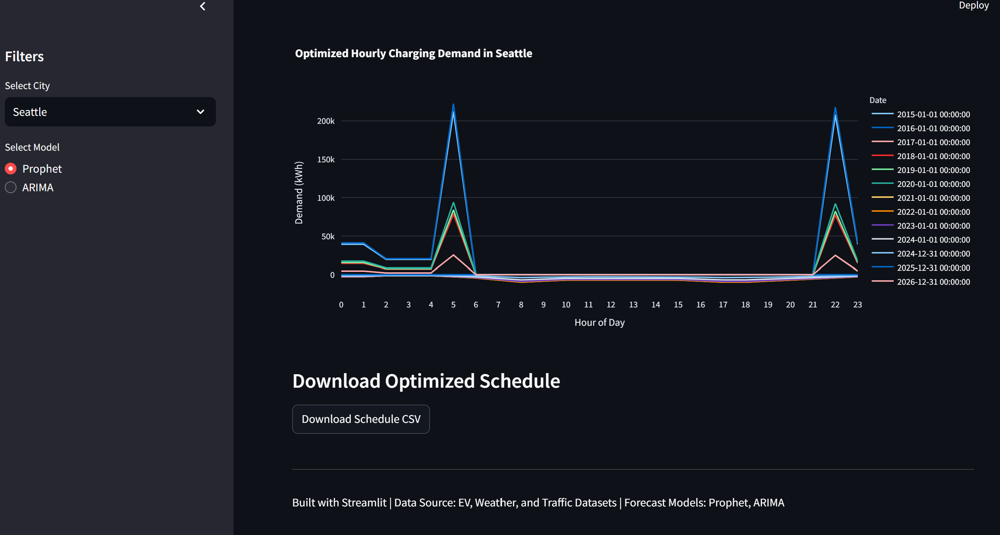 Deploy
Filters
Select City
Seattle
Select Model
Prophet
ARIMA
Optimized Hourly Charging Demand in Seattle
Demand (kWh)
200k
150k
100k
50k
0
0 1 2 3 4 5 6 7 8 9 10 11 12 13 14 15 16 17 18 19 20 21 22 23
Hour of Day
Date
2015-01-01 00:00:00
2016-01-01 00:00:00
2017-01-01 00:00:00
2018-01-01 00:00:00
2019-01-01 00:00:00
2020-01-01 00:00:00
2021-01-01 00:00:00
2022-01-01 00:00:00
2023-01-01 00:00:00
2024-01-01 00:00:00
2024-12-31 00:00:00
2025-12-31 00:00:00
2026-12-31 00:00:00
Download Optimized Schedule
Download Schedule CSV
Built with Streamlit | Data Source: EV, Weather, and Traffic Datasets | Forecast Models: Prophet, ARIMA